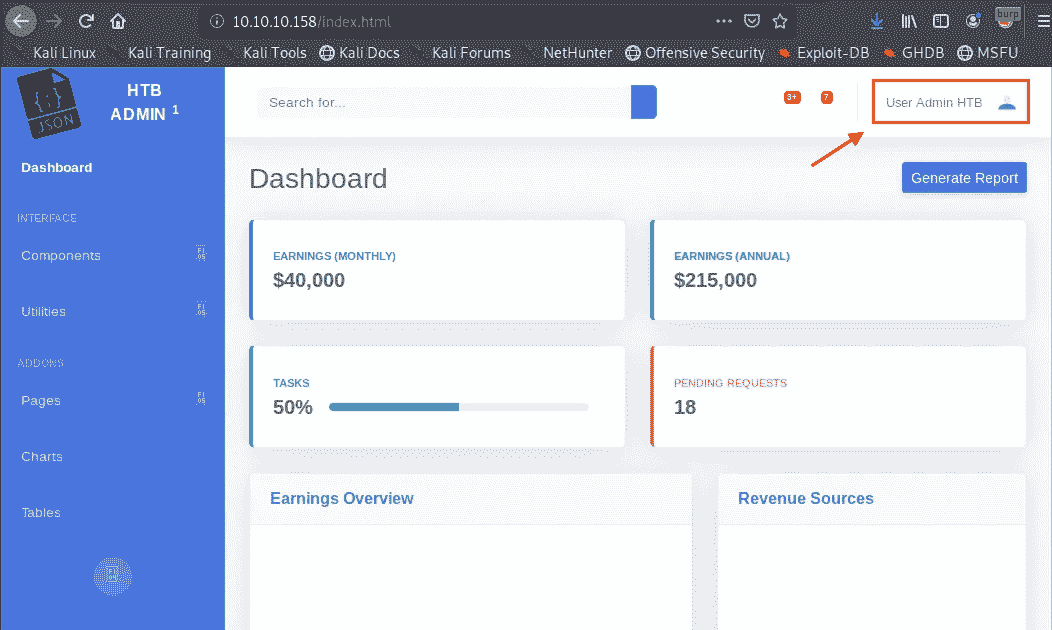 10.10.10.158/index.html
burp
Kali Linux Kali Training Kali Tools Kali Docs Kali Forums NetHunter Offensive Security Exploit-DB GHDB MSFU
{;}
JSON
HTB
ADMIN 1
Search for...
3+
7
User Admin HTB
Dashboard
INTERFACE
Components
Utilities
ADDONS
Pages
Charts
Tables
Dashboard
Generate Report
EARNINGS (MONTHLY)
$40,000
EARNINGS (ANNUAL)
$215,000
TASKS
50%
PENDING REQUESTS
18
Earnings Overview
Revenue Sources